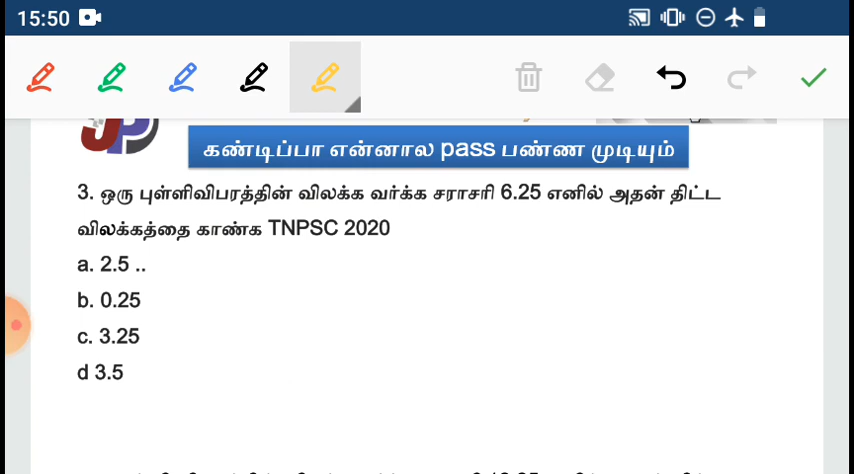 15:50
கண்டிப்பா என்னால pass பண்ண முடியும்
3. ஒரு புள்ளிவிபரத்தின் விலக்க வர்க்க சராசரி 6.25 எனில் அதன் திட்ட
விலக்கத்தை காண்க TNPSC 2020
a. 2.5 ..
b. 0.25
c. 3.25
d 3.5